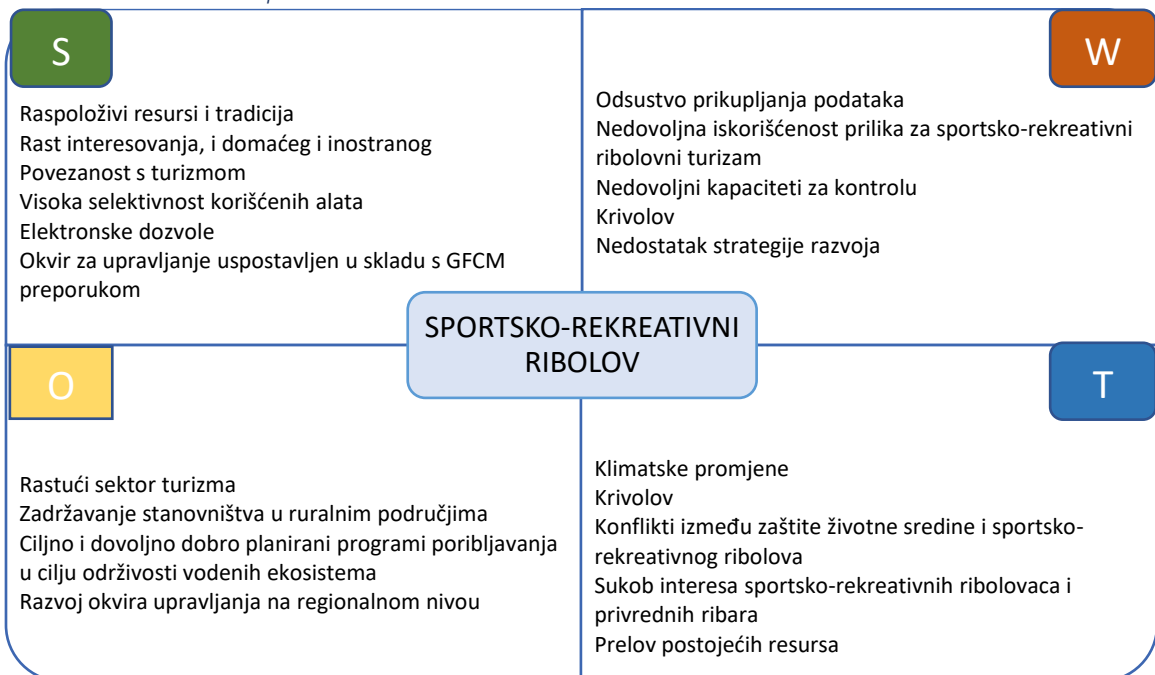 S
Raspoloživi resursi i tradicija
Rast interesovanja, i domaćeg i inostranog
Povezanost s turizmom
Visoka selektivnost korišćenih alata
Elektronske dozvole
Okvir za upravljanje uspostavljen u skladu s GFCM
preporukom
W
Odsustvo prikupljanja podataka
Nedovoljna iskorišćenost prilika za sportsko-rekreativni
ribolovni turizam
Nedovoljni kapaciteti za kontrolu
Krivolov
Nedostatak strategije razvoja
SPORTSKO-REKREATIVNI
RIBOLOV
O
Rastući sektor turizma
Zadržavanje stanovništva u ruralnim područjima
Ciljno i dovoljno dobro planirani programi poribljavanja
u cilju održivosti vodenih ekosistema
Razvoj okvira upravljanja na regionalnom nivou
T
Klimatske promjene
Krivolov
Konflikti između zaštite životne sredine i sportsko-
rekreativnog ribolova
Sukob interesa sportsko-rekreativnih ribolovaca i
privrednih ribara
Prelov postojećih resursa